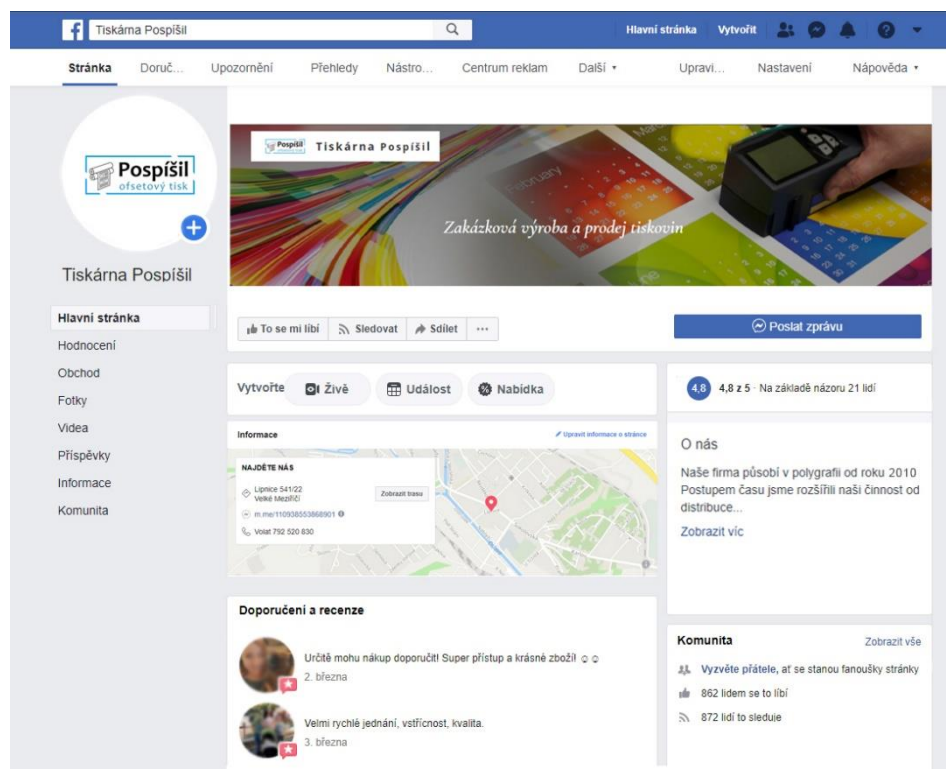 Tiskárna Pospíšil
Hlavní stránka Vytvořit
Stránka Doruč... Upozornění Přehledy Nástro... Centrum reklam Další Upravi... Nastavení Nápověda
Pospíšil
ofsetový tisk
Tiskárna Pospíšil
Hlavní stránka
Hodnocení
Obchod
Fotky
Videa
Příspěvky
Informace
Komunita
Pospíšil Tiskárna Pospíšil
February
Zakázková výroba a prodej tiskovin
To se mi líbí Sledovat Sdílet ...
Poslat zprávu
Vytvořte Živě Událost Nabídka
Informace Upravit informace o stránce
NAJDĚTE NÁS
Lipnice 541/22
Velké Meziříčí
Zobrazit trasu
m.me/110938553868901
Volat 792 520 830
Doporučení a recenze
Určitě mohu nákup doporučit! Super přístup a krásné zboží! ☺ ☺
2. března
Velmi rychlé jednání, vstřícnost, kvalita.
3. března
4,8 4,8 z 5 · Na základě názoru 21 lidí
O nás
Naše firma působí v polygrafii od roku 2010
Postupem času jsme rozšířili naši činnost od
distribuce...
Zobrazit víc
Komunita Zobrazit vše
Vyzvěte přátele, ať se stanou fanoušky stránky
862 lidem se to líbí
872 lidí to sleduje